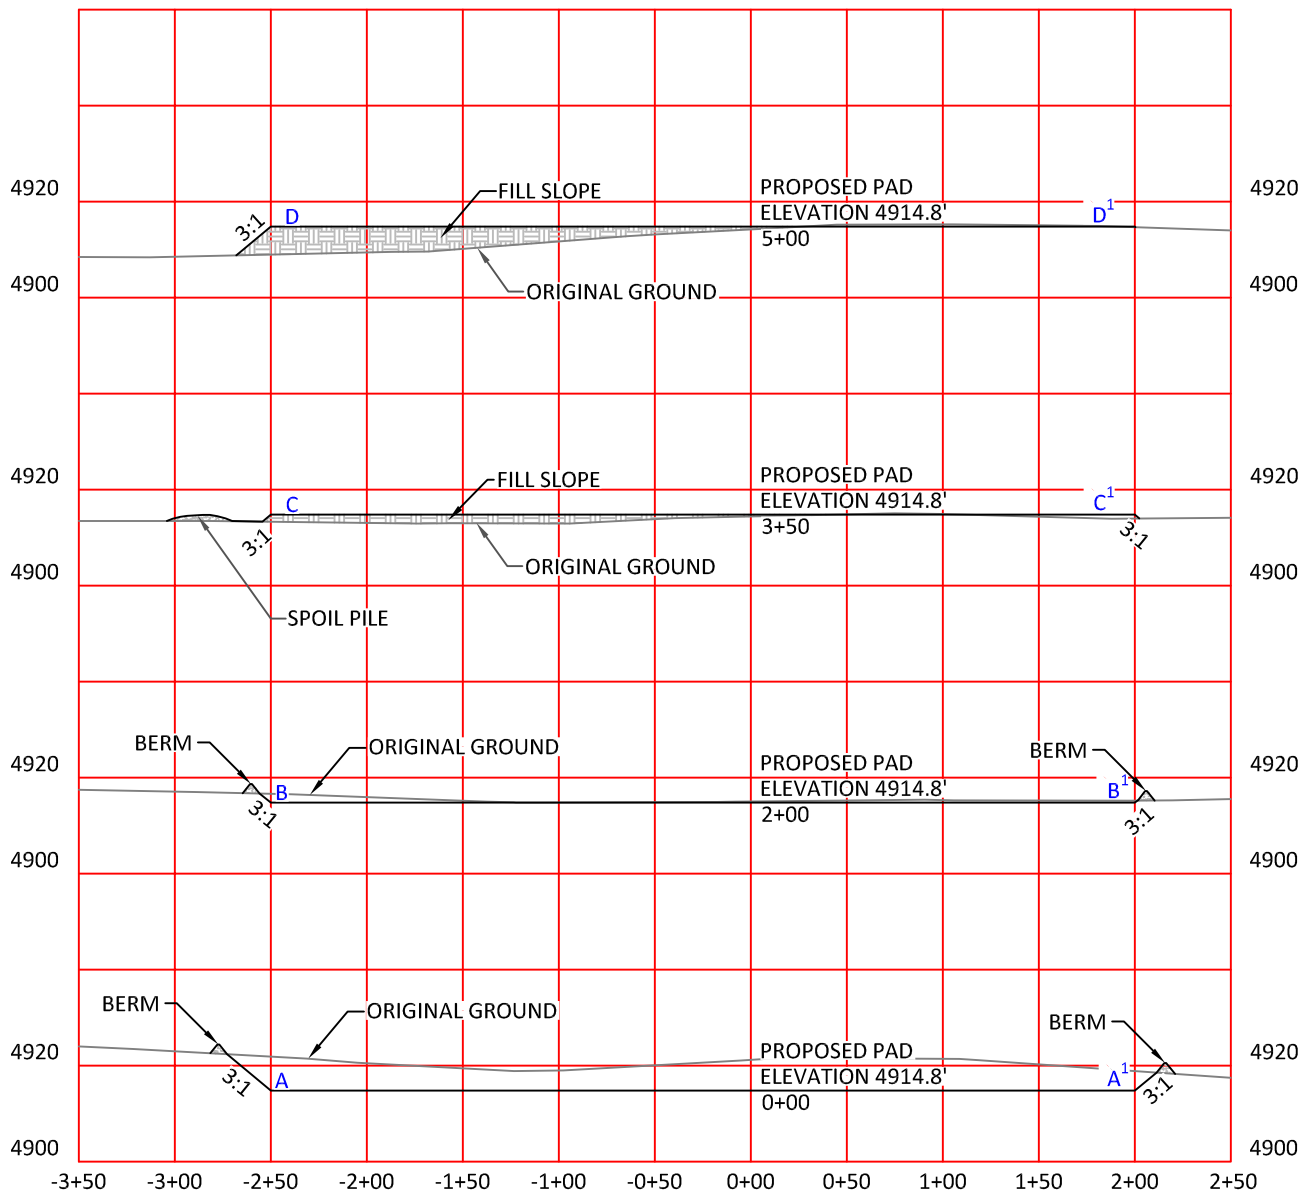 4920
FILL SLOPE
PROPOSED PAD
4920
3:1
D
ELEVATION 4914.8'
D1
5+00
4900
ORIGINAL GROUND
4900
4920
FILL SLOPE
PROPOSED PAD
4920
C
ELEVATION 4914.8'
C1
3:1
3+50
3:1
4900
ORIGINAL GROUND
4900
SPOIL PILE
BERM
ORIGINAL GROUND
BERM
4920
PROPOSED PAD
4920
B
ELEVATION 4914.8'
B1
3:1
2+00
3:1
4900
4900
BERM
ORIGINAL GROUND
BERM
4920
PROPOSED PAD
4920
3:1
A
ELEVATION 4914.8'
A1
3:1
0+00
4900
4900
-3+50 -3+00 -2+50 -2+00 -1+50 -1+00 -0+50 0+00 0+50 1+00 1+50 2+00 2+50